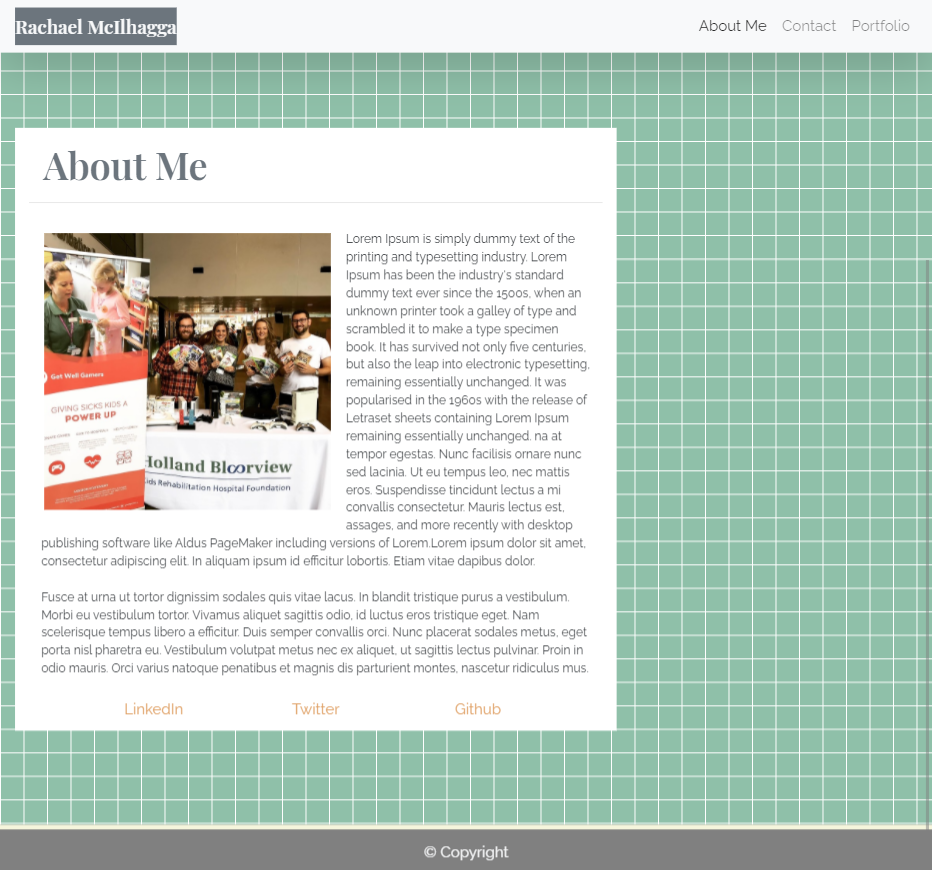 Rachael McIlhagga
About Me Contact Portfolio
About Me
Get Well Gamers
GIVING SICKS KIDS A
POWER UP
Holland Bloorview
Kids Rehabilitation Hospital Foundation
Lorem Ipsum is simply dummy text of the
printing and typesetting industry. Lorem
Ipsum has been the industry's standard
dummy text ever since the 1500s, when an
unknown printer took a galley of type and
scrambled it to make a type specimen
book. It has survived not only five centuries,
but also the leap into electronic typesetting,
remaining essentially unchanged. It was
popularised in the 1960s with the release of
Letraset sheets containing Lorem Ipsum
remaining essentially unchanged. na at
tempor egestas. Nunc facilisis ornare nunc
sed lacinia. Ut eu tempus leo, nec mattis
eros. Suspendisse tincidunt lectus a mi
convallis consectetur. Mauris lectus est,
assages, and more recently with desktop
publishing software like Aldus PageMaker including versions of Lorem.Lorem ipsum dolor sit amet,
consectetur adipiscing elit. In aliquam ipsum id efficitur lobortis. Etiam vitae dapibus dolor.
Fusce at urna ut tortor dignissim sodales quis vitae lacus. In blandit tristique purus a vestibulum.
Morbi eu vestibulum tortor. Vivamus aliquet sagittis odio, id luctus eros tristique eget. Nam
scelerisque tempus libero a efficitur. Duis semper convallis orci. Nunc placerat sodales metus, eget
porta nisl pharetra eu. Vestibulum volutpat metus nec ex aliquet, ut sagittis lectus pulvinar. Proin in
odio mauris. Orci varius natoque penatibus et magnis dis parturient montes, nascetur ridiculus mus.
LinkedIn Twitter Github
© Copyright